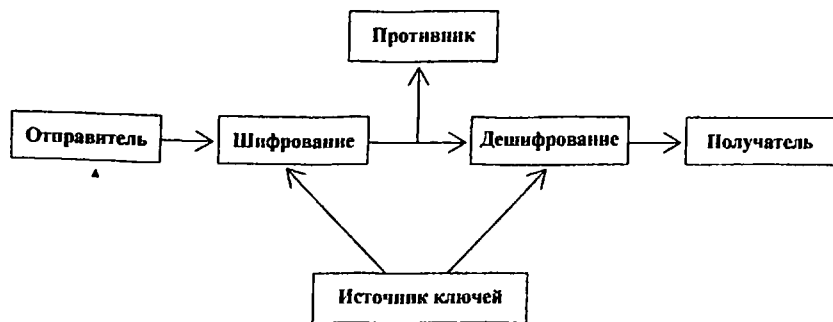 Противник
Отправитель
Шифрование
Дешифрование
Получатель
Источник ключей